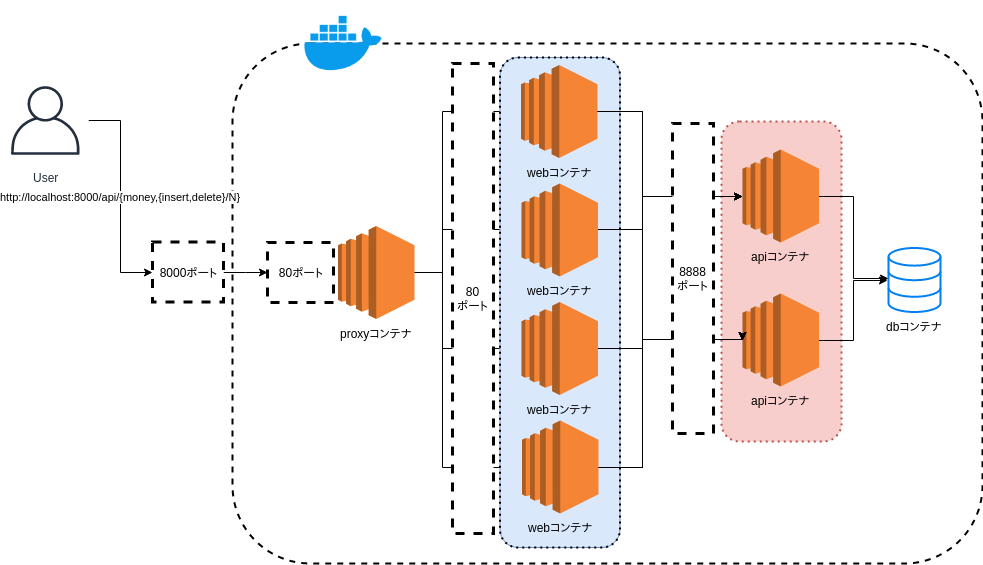 User
http://localhost:8000/api/{money,{insert,delete}/N}
8000ポート
80ポート
proxyコンテナ
80
ポート
webコンテナ
webコンテナ
webコンテナ
webコンテナ
8888
ポート
apiコンテナ
apiコンテナ
dbコンテナ